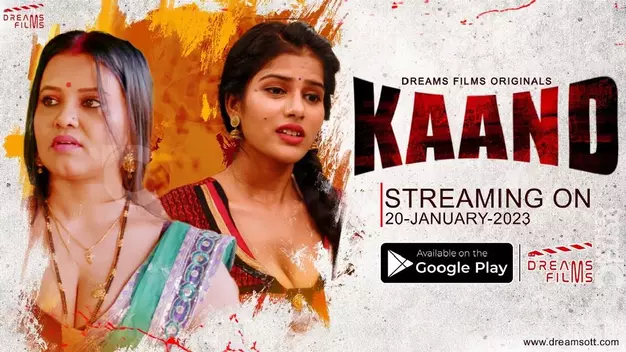 DREAMS
FILMS
DREAMS FILMS ORIGINALS
KAAND
STREAMING ON
20-JANUARY-2023
Available on the
Google Play
DREAMS
FILMS
www.dreamsott.com